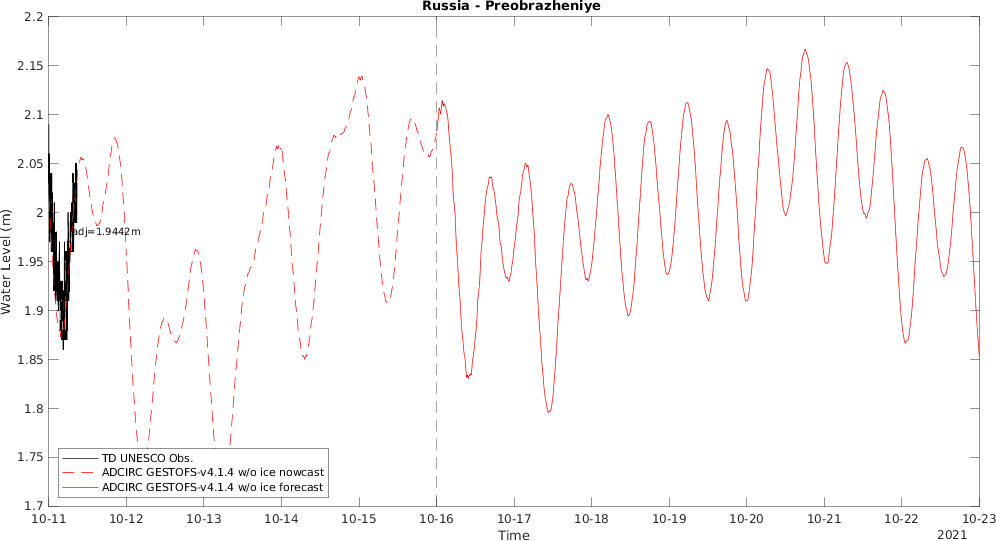 Russia - Preobrazheniye
2.2
2.15
2.1
2.05
2
1.95
1.9
1.85
1.8
1.75
1.7
Water Level (m)
adj=1.9442m
TD UNESCO Obs.
ADCIRC GESTOFS-v4.1.4 w/o ice nowcast
ADCIRC GESTOFS-v4.1.4 w/o ice forecast
10-11 10-12 10-13 10-14 10-15 10-16 10-17 10-18 10-19 10-20 10-21 10-22 10-23
Time
2021